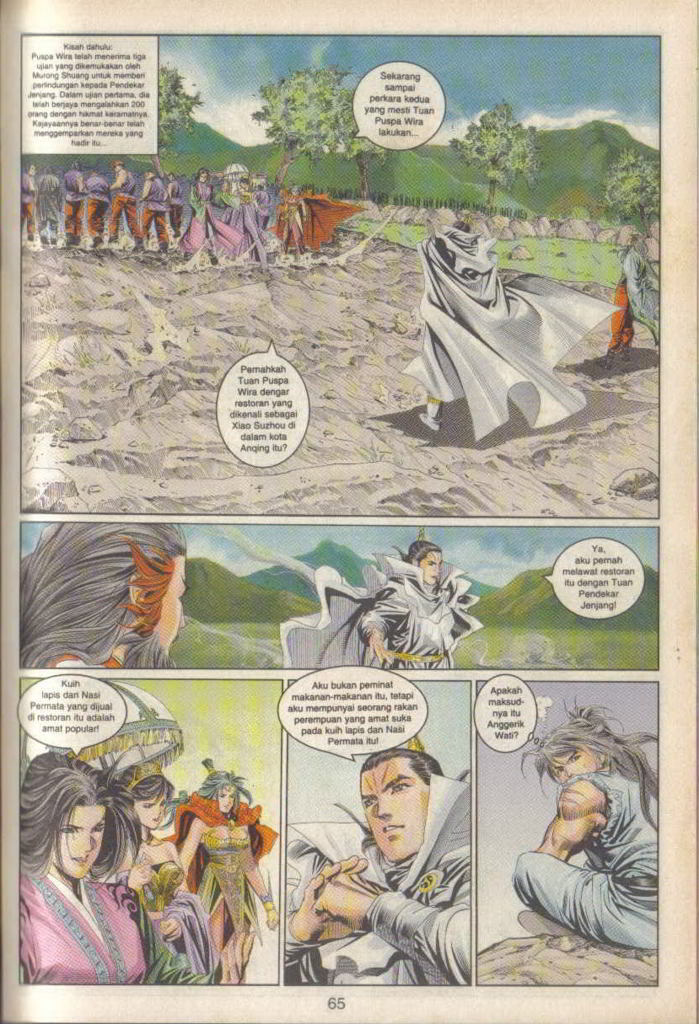 Kisah dahulu:
Puspa Wira telah menerima tiga
ujian yang dikemukakan oleh
Murong Shuang untuk memberi
perlindungan kepada Pendekar
Jenjang. Dalam ujian pertama, dia
telah berjaya mengalahkan 200
orang dengan hikmat keramatnya.
Kejayaannya benar-benar telah
menggemparkan mereka yang
hadir itu...
Sekarang
sampai
perkara kedua
yang mesti Tuan
Puspa Wira
lakukan...
Pernahkah
Tuan Puspa
Wira dengar
restoran yang
dikenali sebagai
Xiao Suzhou di
dalam kota
Anqing itu?
Ya,
aku pernah
melawat restoran
itu dengan Tuan
Pendekar
Jenjang!
Kuih
lapis dan Nasi
Permata yang dijual
di restoran itu adalah
amat popular!
Aku bukan peminat
makanan-makanan itu, tetapi
aku mempunyai seorang rakan
perempuan yang amat suka
pada kuih lapis dan Nasi
Permata itu!
Apakah
maksud-
nya itu
Anggerik
Wati?
65